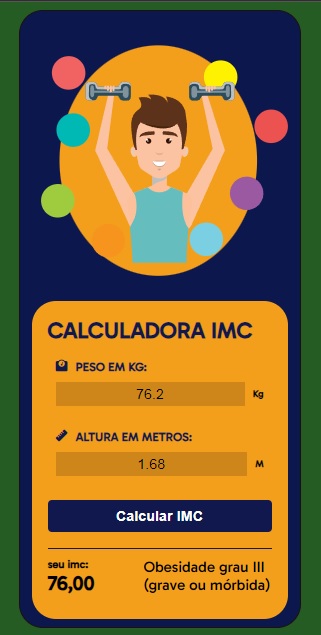 CALCULADORA IMC
PESO EM KG:
76.2
Kg
ALTURA EM METROS:
1.68
M
Calcular IMC
seu imc:
76,00
Obesidade grau III
(grave ou mórbida)